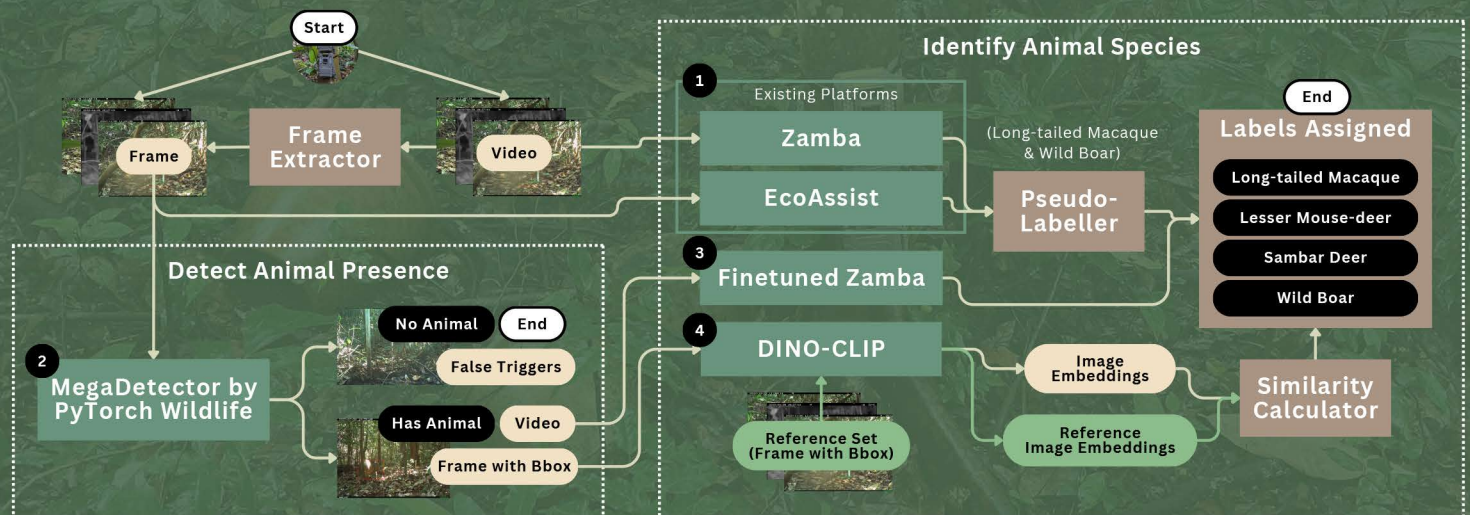 Start
Frame
Frame
Extractor
Video
Detect Animal Presence
2
MegaDetector by
PyTorch Wildlife
No Animal
End
False Triggers
Has Animal
Video
Frame with Bbox
Identify Animal Species
1
Existing Platforms
Zamba
EcoAssist
(Long-tailed Macaque
& Wild Boar)
Pseudo-
Labeller
3
Finetuned Zamba
4
DINO-CLIP
Reference Set
(Frame with Bbox)
Image
Embeddings
Reference
Image Embeddings
Similarity
Calculator
End
Labels Assigned
Long-tailed Macaque
Lesser Mouse-deer
Sambar Deer
Wild Boar